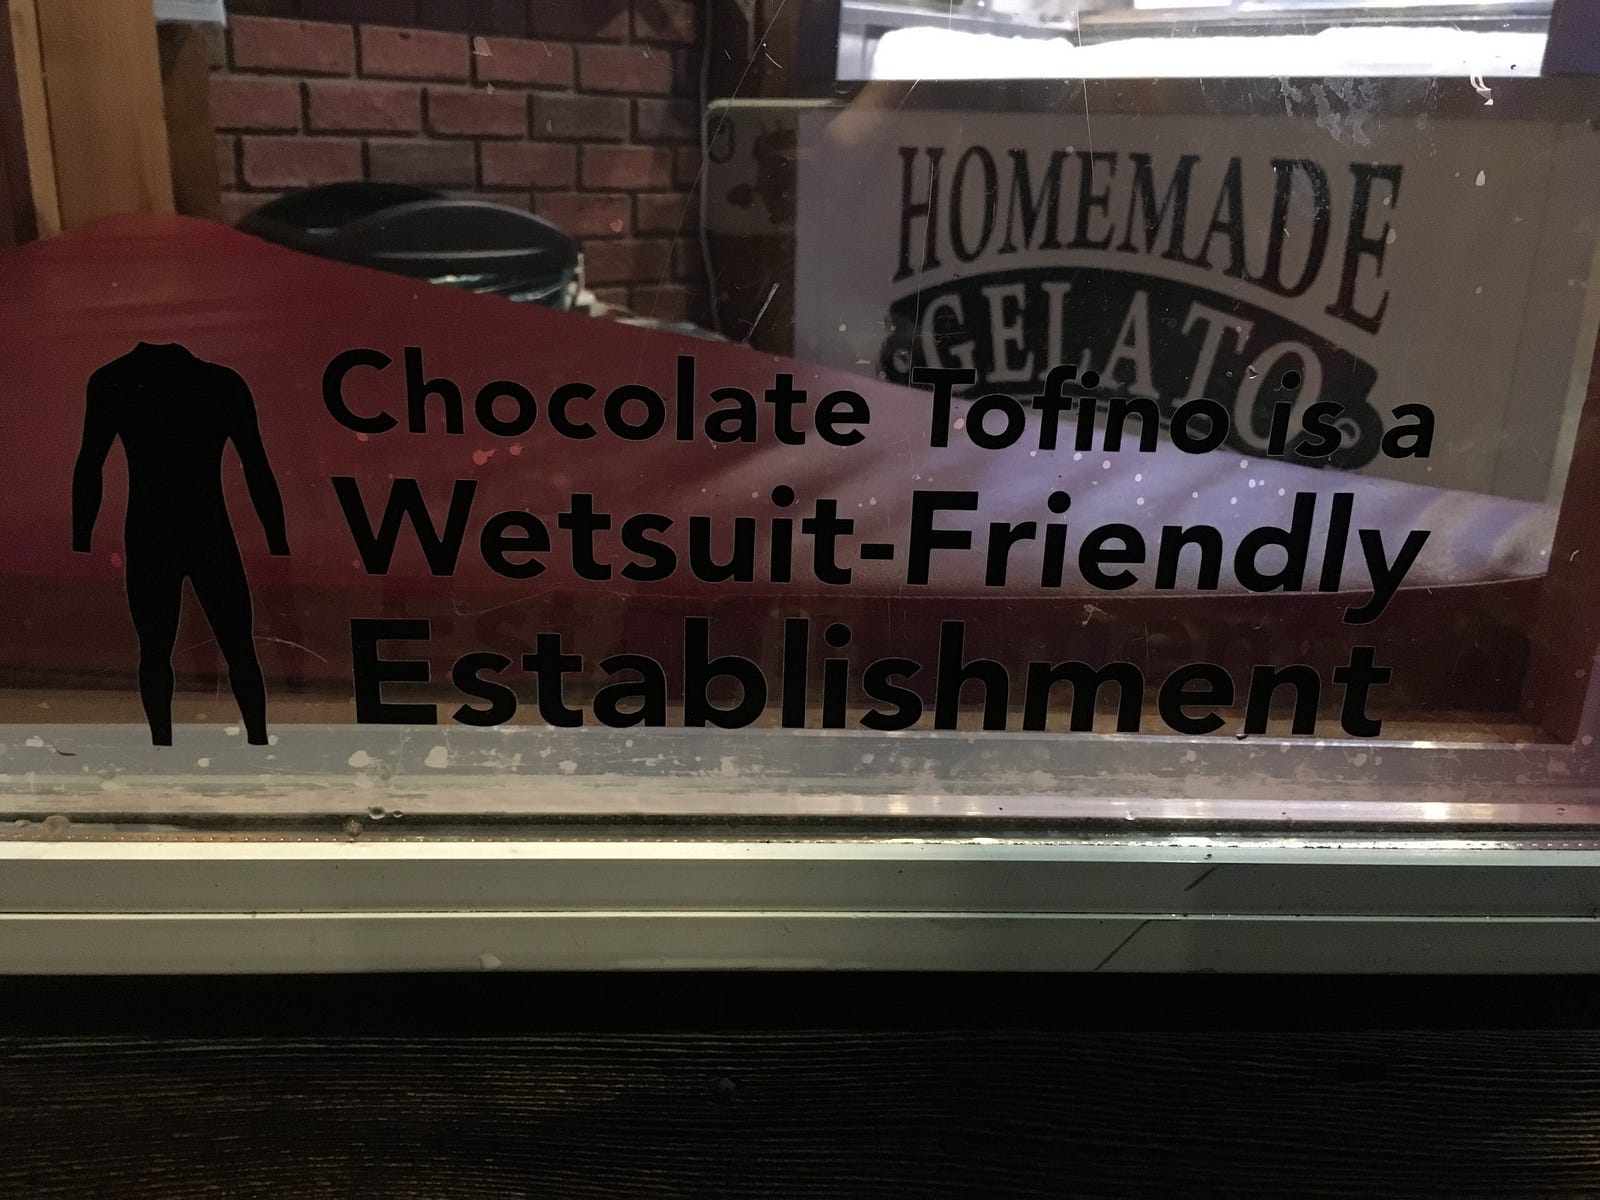 HOMEMADE
GELATO
Chocolate Tofino is a
Wetsuit-Friendly
Establishment